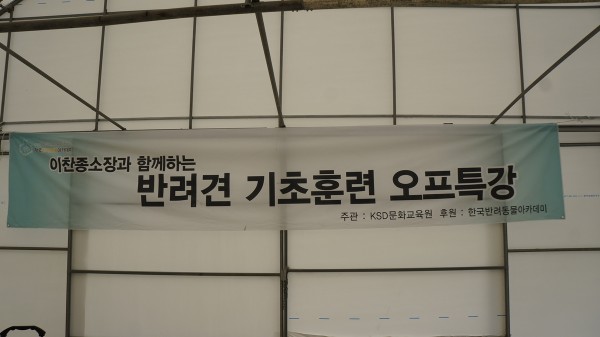 이찬종소장과 함께하는
반려견 기초훈련 오프특강
주관 : KSD문화교육원 후원 : 한국반려동물아카데미